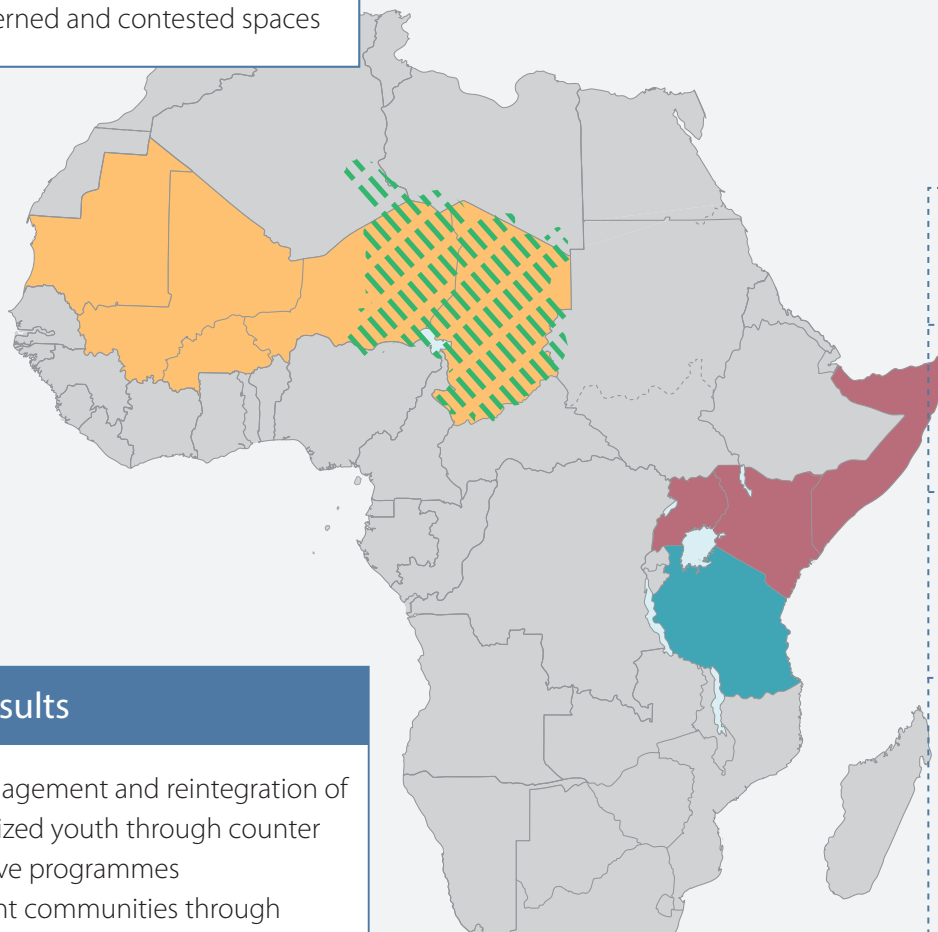 erned and contested spaces
sults
agement and reintegration of
ized youth through counter
ve programmes
nt communities through